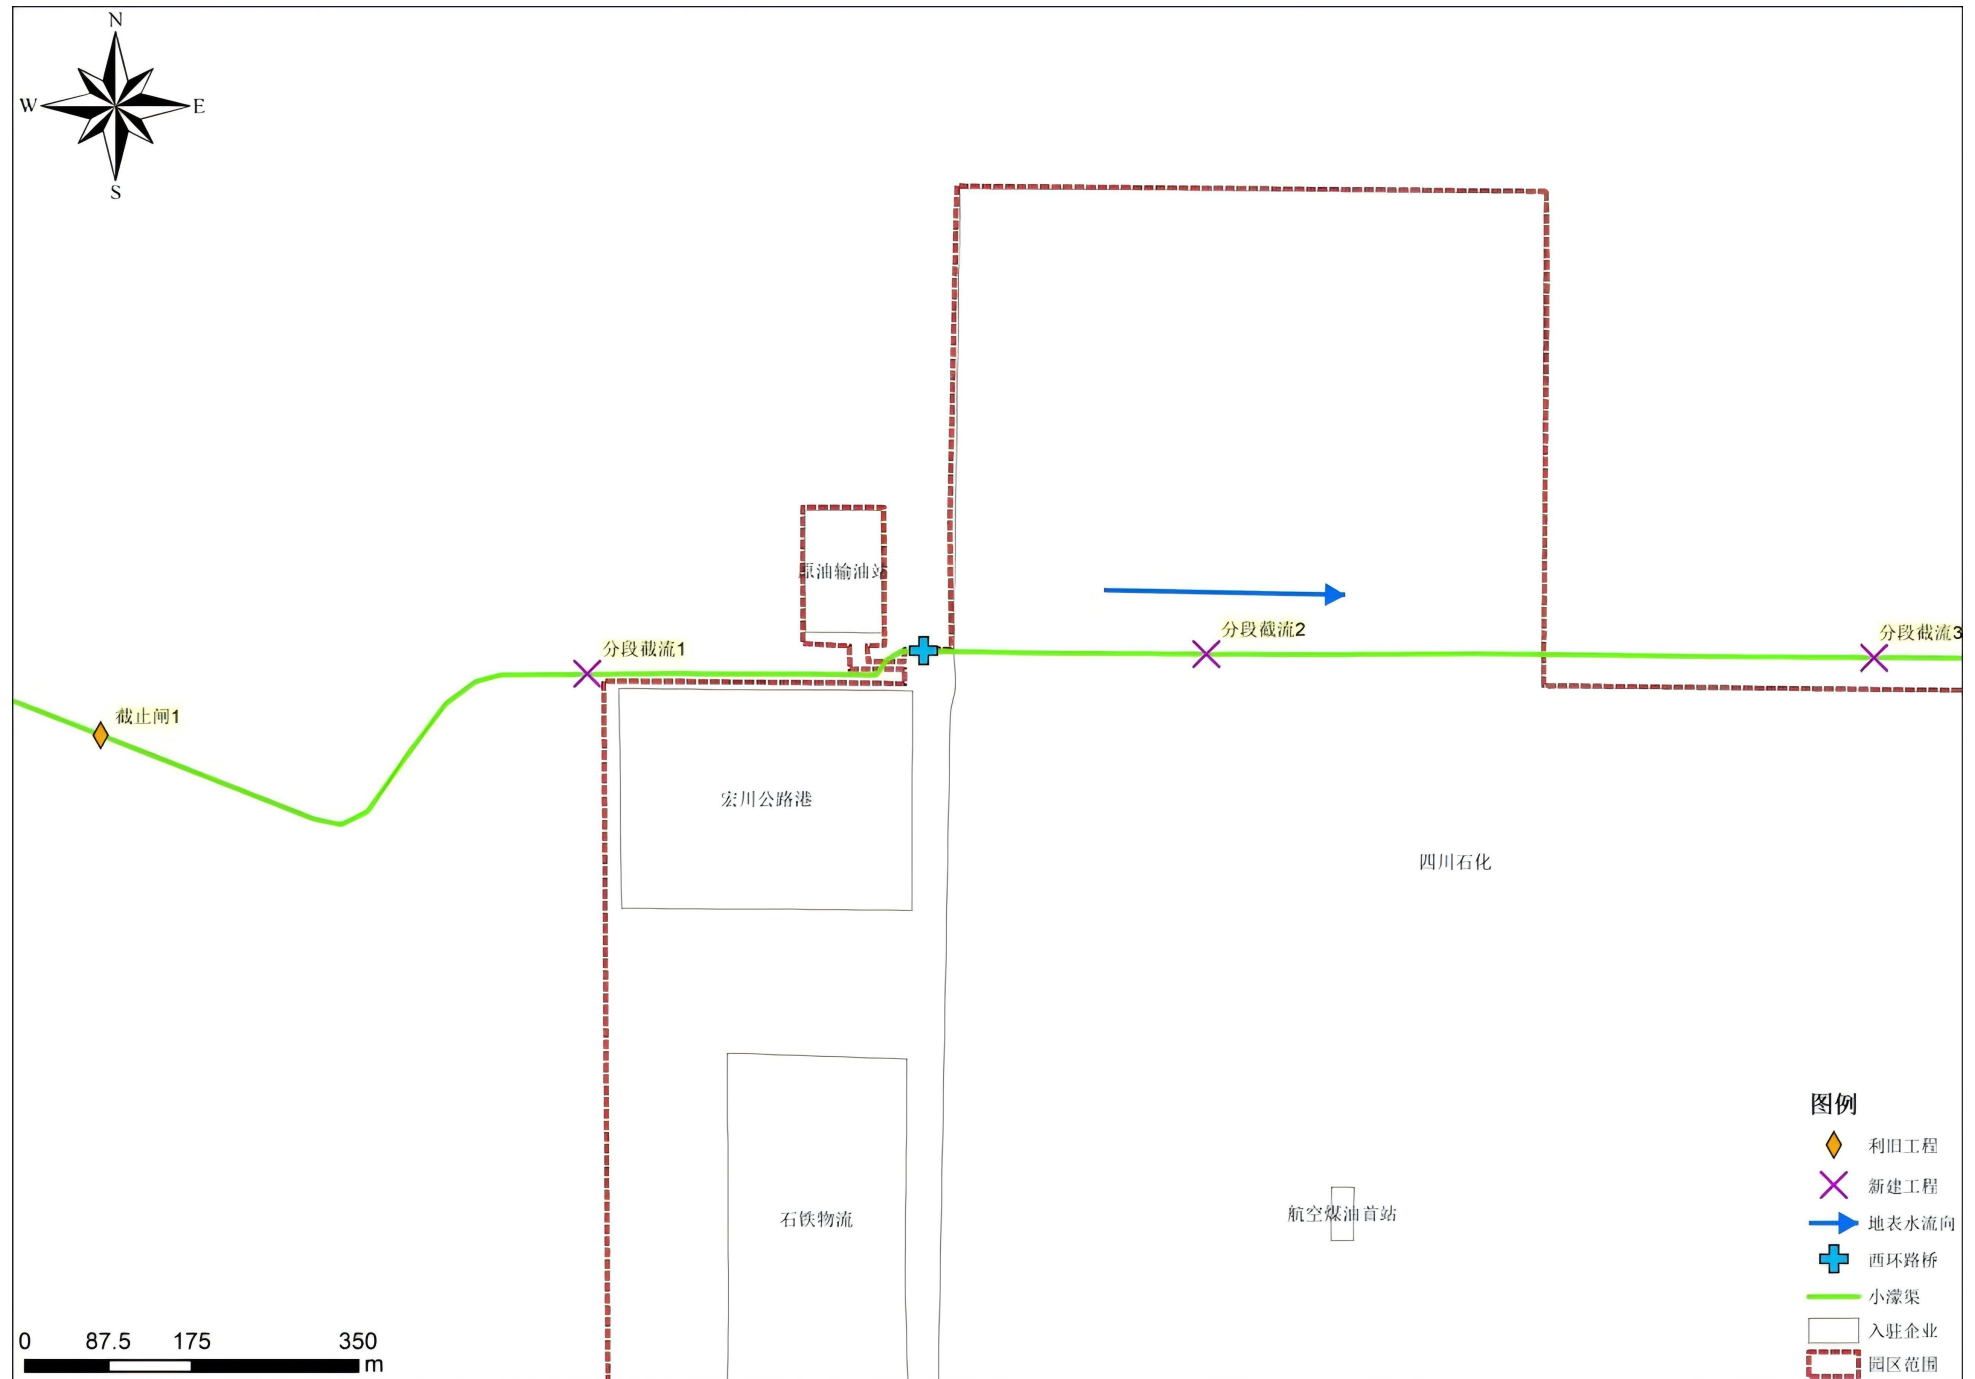 N
W
E
S
原油输油站
分段截流1
分段截流2
分段截流3
截止闸1
宏川公路港
四川石化
石铁物流
航空煤油首站
图例
利旧工程
新建工程
地表水流向
西环路桥
小濛渠
入驻企业
园区范围
0 87.5 175 350
m